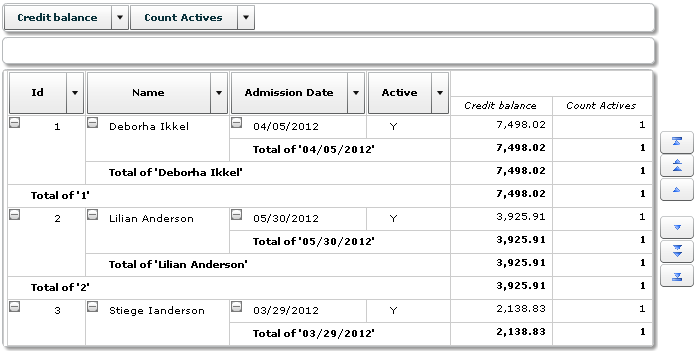 Credit balance Count Actives
Id Name Admission Date Active
Credit balance Count Actives
1 Deborha Ikkel 04/05/2012 Y 7,498.02 1
Total of '04/05/2012' 7,498.02 1
Total of 'Deborha Ikkel' 7,498.02 1
Total of '1' 7,498.02 1
2 Lilian Anderson 05/30/2012 Y 3,925.91 1
Total of '05/30/2012' 3,925.91 1
Total of 'Lilian Anderson' 3,925.91 1
Total of '2' 3,925.91 1
3 Stiege Ianderson 03/29/2012 Y 2,138.83 1
Total of '03/29/2012' 2,138.83 1